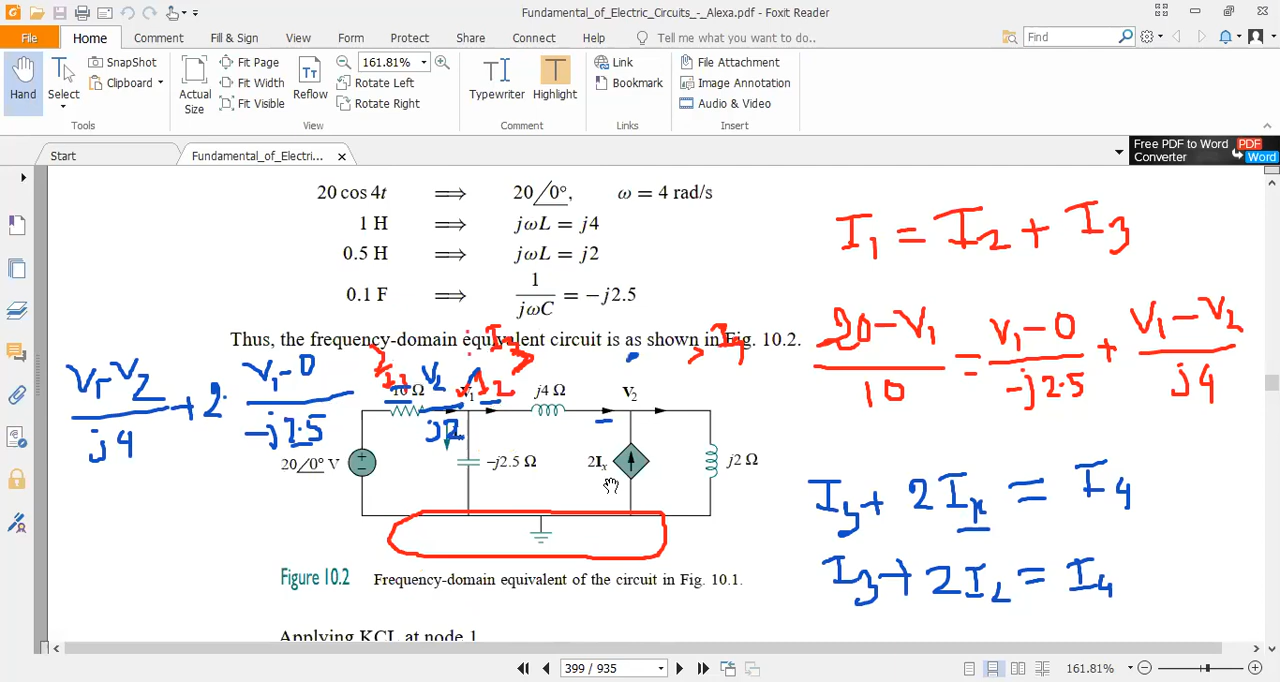 Fundamental_of_Electric_Circuits_-_Alexa.pdf - Foxit Reader
File Home Comment Fill & Sign View Form Protect Share Connect Help Tell me what you want to do.. Find
Hand Select SnapShot Clipboard Actual Size Fit Page Fit Width Fit Visible Reflow 161.81% Rotate Left Rotate Right Typewriter Highlight Link Bookmark File Attachment Image Annotation Audio & Video
Tools View Comment Links Insert
Start Fundamental_of_Electri... Free PDF to Word Converter PDF Word
20 cos 4t ⟹ 20∠0°, ω = 4 rad/s
1 H ⟹ jωL = j4
0.5 H ⟹ jωL = j2
0.1 F ⟹ 1/jωC = −j2.5
Thus, the frequency-domain equivalent circuit is as shown in Fig. 10.2.
I1 = I2 + I3
20−V1/10 = V1−0/−j2.5 + V1−V2/j4
I3 + 2Ix = I4
I3 + 2I2 = I4
V1−V2/j4 + 2· V1−0/−j2.5
V2/j2
I1 I2 I3 I4
10 Ω V1 j4 Ω V2
20∠0° V −j2.5 Ω 2Ix j2 Ω
Figure 10.2 Frequency-domain equivalent of the circuit in Fig. 10.1.
Applying KCL at node 1
399 / 935 161.81%